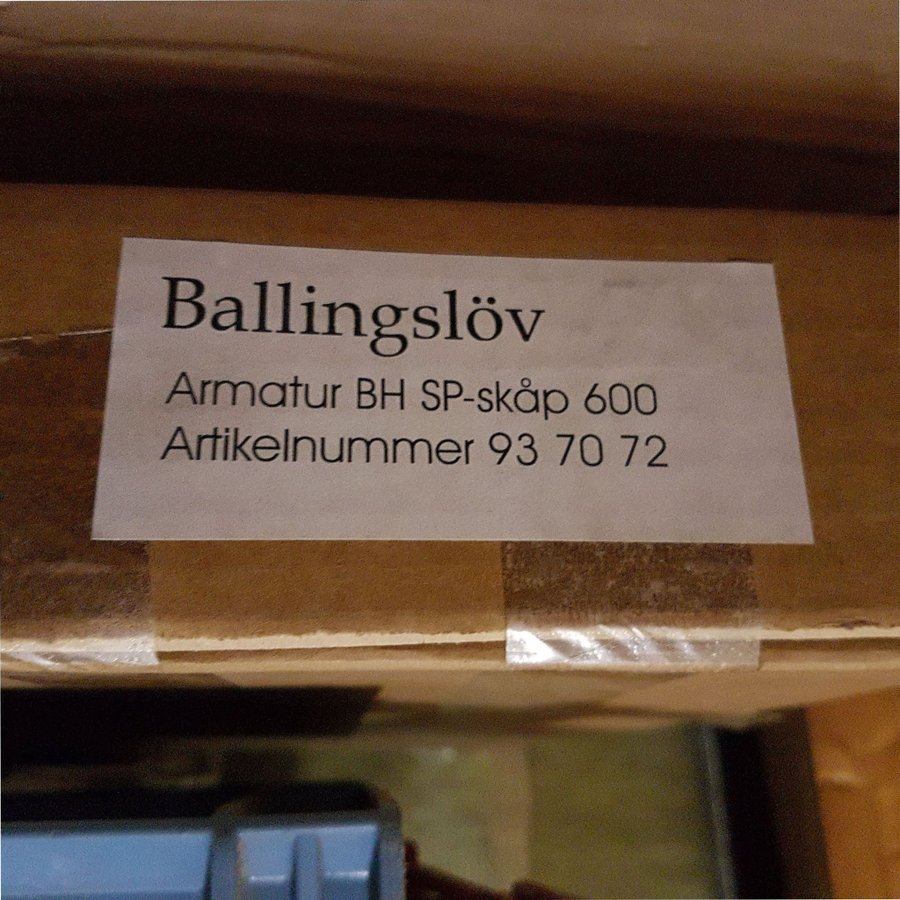 Ballingslöv
Armatur BH SP-skåp 600
Artikelnummer 93 70 72